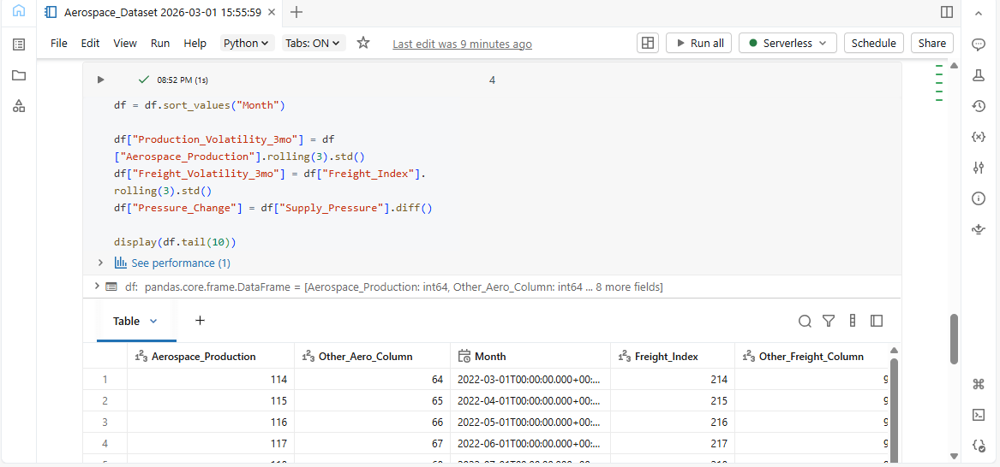 Aerospace_Dataset 2026-03-01 15:55:59
File Edit View Run Help Python Tabs: ON Last edit was 9 minutes ago Run all Serverless Schedule Share
08:52 PM (1s) 4
df = df.sort_values("Month")
df["Production_Volatility_3mo"] = df
["Aerospace_Production"].rolling(3).std()
df["Freight_Volatility_3mo"] = df["Freight_Index"].
rolling(3).std()
df["Pressure_Change"] = df["Supply_Pressure"].diff()
display(df.tail(10))
See performance (1)
df: pandas.core.frame.DataFrame = [Aerospace_Production: int64, Other_Aero_Column: int64 ... 8 more fields]
Table
Aerospace_Production Other_Aero_Column Month Freight_Index Other_Freight_Column
1 114 64 2022-03-01T00:00:00.000+00:... 214 9
2 115 65 2022-04-01T00:00:00.000+00:... 215 9
3 116 66 2022-05-01T00:00:00.000+00:... 216 9
4 117 67 2022-06-01T00:00:00.000+00:... 217 9